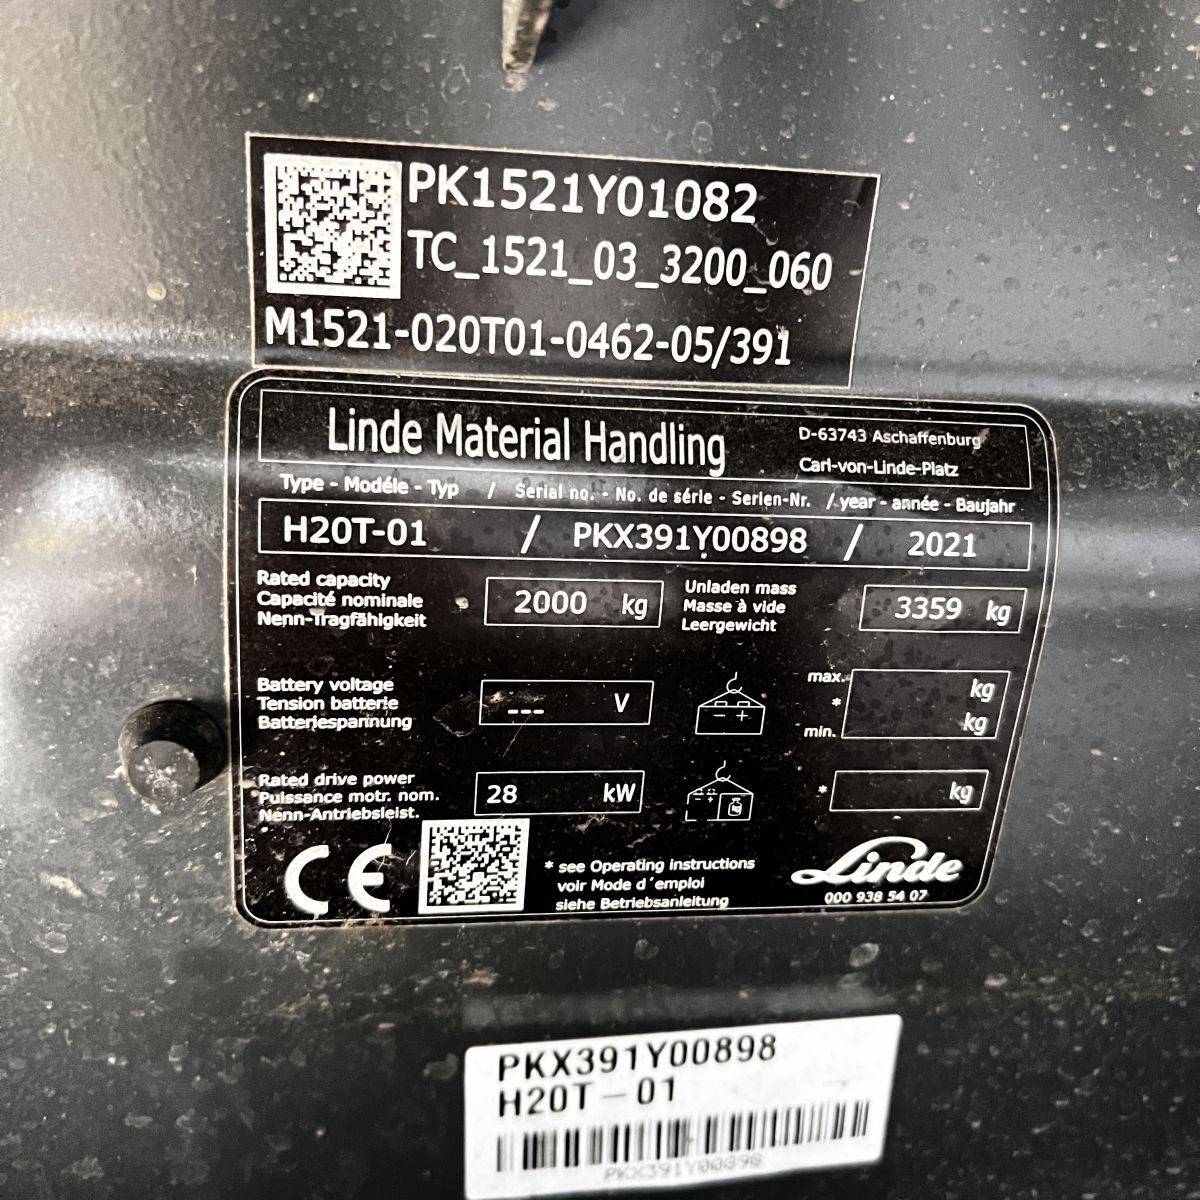 PK1521Y01082
TC_1521_03_3200_060
M1521-020T01-0462-05/391
Linde Material Handling
D-63743 Aschaffenburg
Carl-von-Linde-Platz
Type - Modéle - Typ / Serial no. - No. de série - Serien-Nr. / year - année - Baujahr
H20T-01 / PKX391Y00898 / 2021
Rated capacity
Capacité nominale
Nenn-Tragfähigkeit
2000 kg
Unladen mass
Masse à vide
Leergewicht
3359 kg
Battery voltage
Tension batterie
Batteriespannung
--- V
max. kg
*
min. kg
Rated drive power
Puissance motr. nom.
Nenn-Antriebsleist.
28 kW
* kg
CE
* see Operating instructions
voir Mode d´emploi
siehe Betriebsanleitung
Linde
000 938 54 07
PKX391Y00898
H20T-01
PKX391Y00898